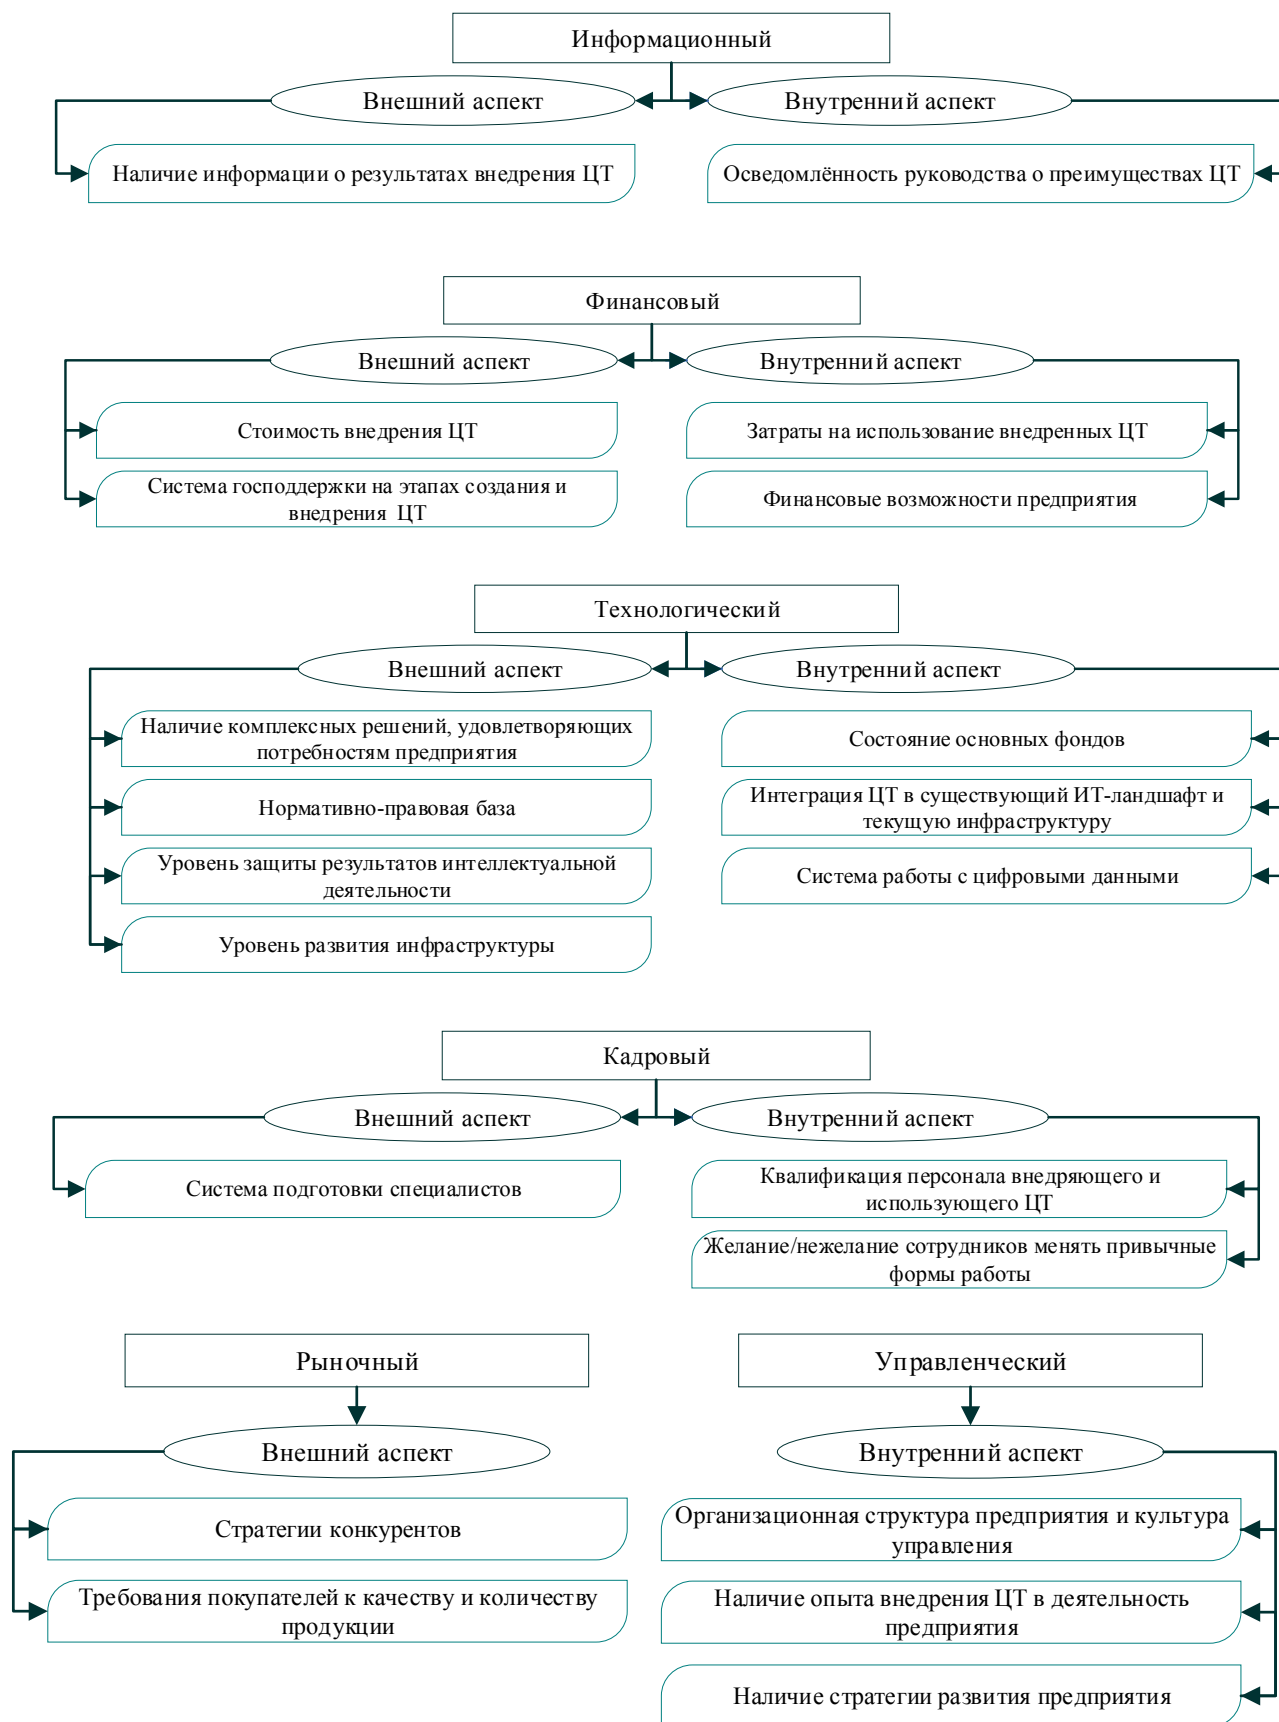 Информационный
Внешний аспект
Внутренний аспект
Наличие информации о результатах внедрения ЦТ
Осведомлённость руководства о преимуществах ЦТ
Финансовый
Внешний аспект
Внутренний аспект
Стоимость внедрения ЦТ
Затраты на использование внедренных ЦТ
Система господдержки на этапах создания и
внедрения ЦТ
Финансовые возможности предприятия
Технологический
Внешний аспект
Внутренний аспект
Наличие комплексных решений, удовлетворяющих
потребностям предприятия
Состояние основных фондов
Нормативно-правовая база
Интеграция ЦТ в существующий ИТ-ландшафт и
текущую инфраструктуру
Уровень защиты результатов интеллектуальной
деятельности
Система работы с цифровыми данными
Уровень развития инфраструктуры
Кадровый
Внешний аспект
Внутренний аспект
Система подготовки специалистов
Квалификация персонала внедряющего и
использующего ЦТ
Желание/нежелание сотрудников менять привычные
формы работы
Рыночный
Управленческий
Внешний аспект
Внутренний аспект
Стратегии конкурентов
Организационная структура предприятия и культура
управления
Требования покупателей к качеству и количеству
продукции
Наличие опыта внедрения ЦТ в деятельность
предприятия
Наличие стратегии развития предприятия